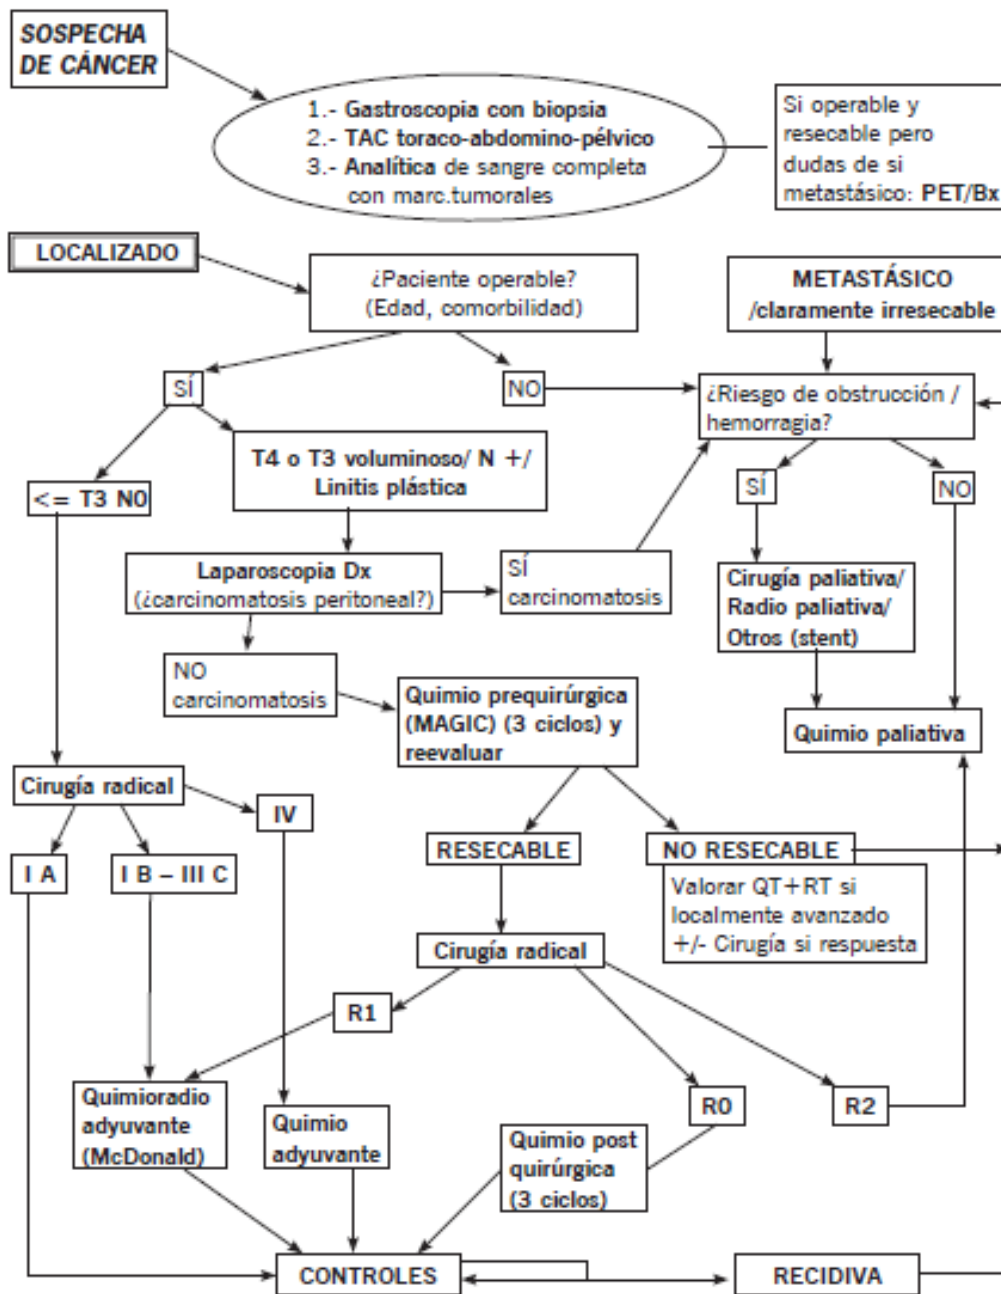 SOSPECHA
DE CÁNCER
1.- Gastroscopia con biopsia
2.- TAC toraco-abdomino-pélvico
3.- Analítica de sangre completa
con marc.tumorales
Si operable y
resecable pero
dudas de si
metastásico: PET/Bx
LOCALIZADO
¿Paciente operable?
(Edad, comorbilidad)
METASTÁSICO
/claramente irresecable
SÍ
NO
¿Riesgo de obstrucción /
hemorragia?
T4 o T3 voluminoso/ N +/
Linitis plástica
<= T3 N0
SÍ
NO
Laparoscopia Dx
(¿carcinomatosis peritoneal?)
SÍ
carcinomatosis
Cirugía paliativa/
Radio paliativa/
Otros (stent)
NO
carcinomatosis
Quimio prequirúrgica
(MAGIC) (3 ciclos) y
reevaluar
Quimio paliativa
Cirugía radical
IV
I A
I B – III C
RESECABLE
NO RESECABLE
Valorar QT+RT si
localmente avanzado
+/- Cirugía si respuesta
Cirugía radical
R1
R0
R2
Quimioradio
adyuvante
(McDonald)
Quimio
adyuvante
Quimio post
quirúrgica
(3 ciclos)
CONTROLES
RECIDIVA